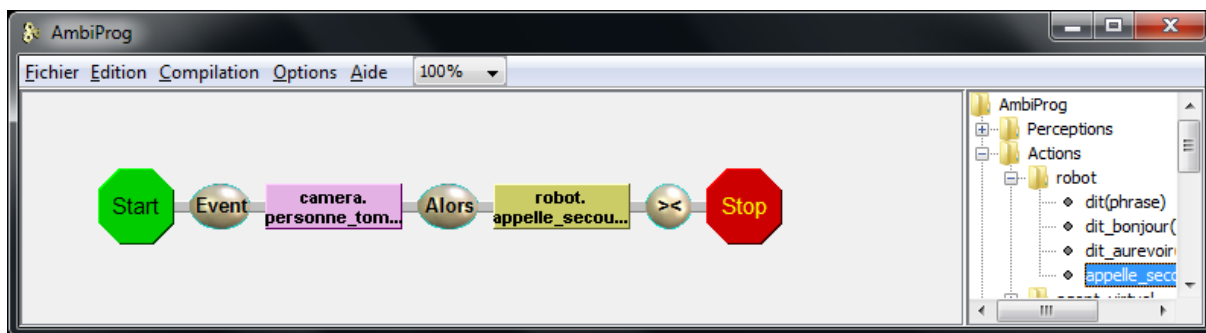 AmbiProg
Fichier Edition Compilation Options Aide 100%
Start Event camera.
personne_tom... Alors robot.
appelle_secou... >< Stop
AmbiProg
Perceptions
Actions
robot
dit(phrase)
dit_bonjour(
dit_aurevoir
appelle_seco